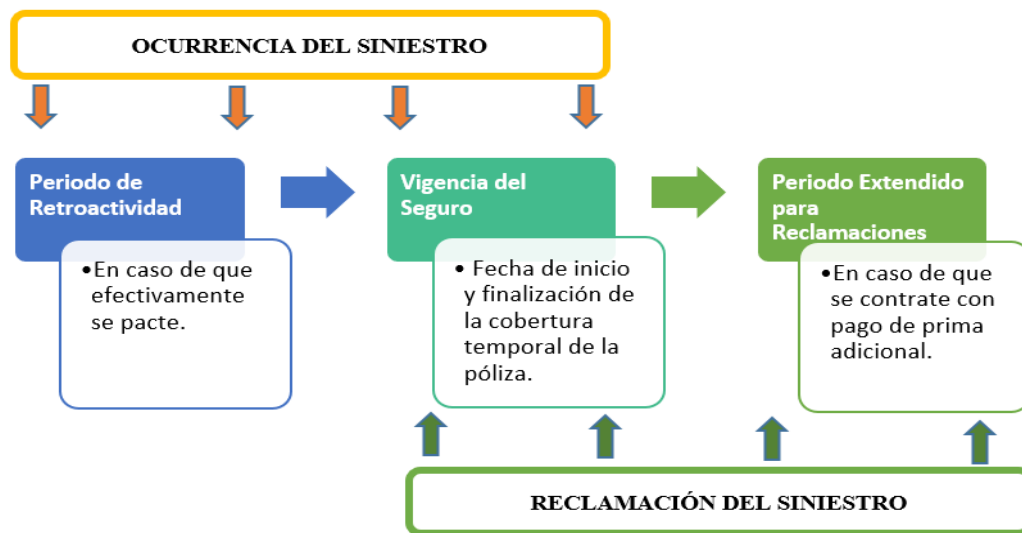 OCURRENCIA DEL SINIESTRO
Periodo de
Retroactividad
•En caso de que
efectivamente
se pacte.
Vigencia del
Seguro
• Fecha de inicio
y finalización de
la cobertura
temporal de la
póliza.
Periodo Extendido
para
Reclamaciones
•En caso de que
se contrate con
pago de prima
adicional.
RECLAMACIÓN DEL SINIESTRO